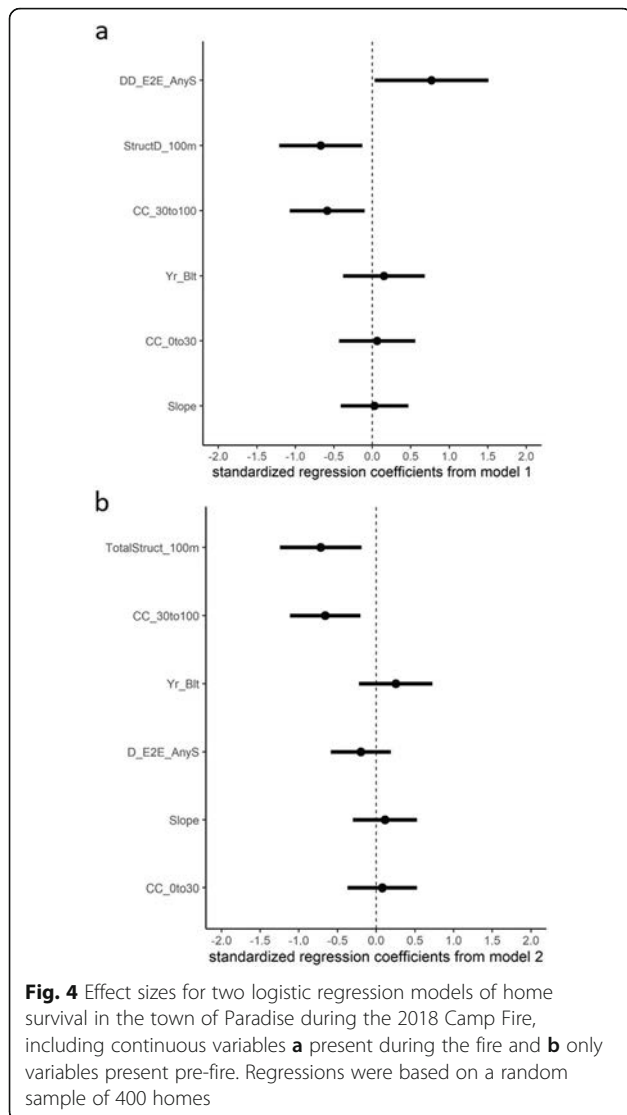 a
DD_E2E_AnyS
StructD_100m
CC_30to100
Yr_Blt
CC_0to30
Slope
-2.0 -1.5 -1.0 -0.5 0.0 0.5 1.0 1.5 2.0
standardized regression coefficients from model 1
b
TotalStruct_100m
CC_30to100
Yr_Blt
D_E2E_AnyS
Slope
CC_0to30
-2.0 -1.5 -1.0 -0.5 0.0 0.5 1.0 1.5 2.0
standardized regression coefficients from model 2
Fig. 4 Effect sizes for two logistic regression models of home
survival in the town of Paradise during the 2018 Camp Fire,
including continuous variables a present during the fire and b only
variables present pre-fire. Regressions were based on a random
sample of 400 homes